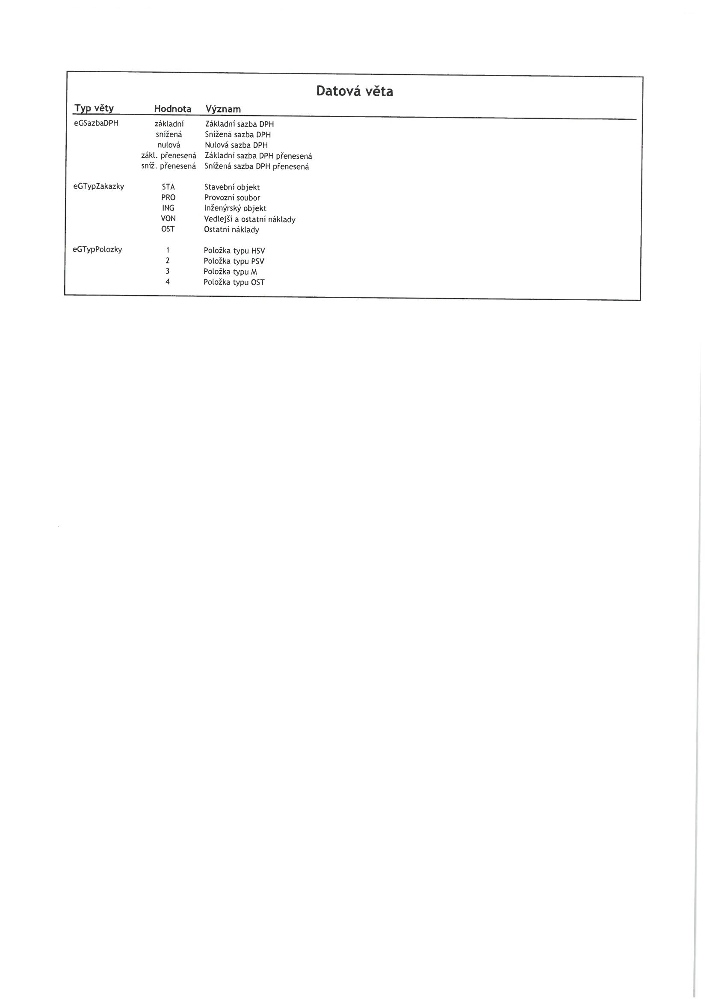 Datová věta
Typ věty Hodnota Význam
eGSazbaDPH základní Základní sazba DPH
snížená Snížená sazba DPH
nulová Nulová sazba DPH
zákl. přenesená Základní sazba DPH přenesená
sníž. přenesená Snížená sazba DPH přenesená
eGTypZakazky STA Stavební objekt
PRO Provozní soubor
ING Inženýrský objekt
VON Vedlejší a ostatní náklady
OST Ostatní náklady
eGTypPolozky 1 Položka typu HSV
2 Položka typu PSV
3 Položka typu M
4 Položka typu OST